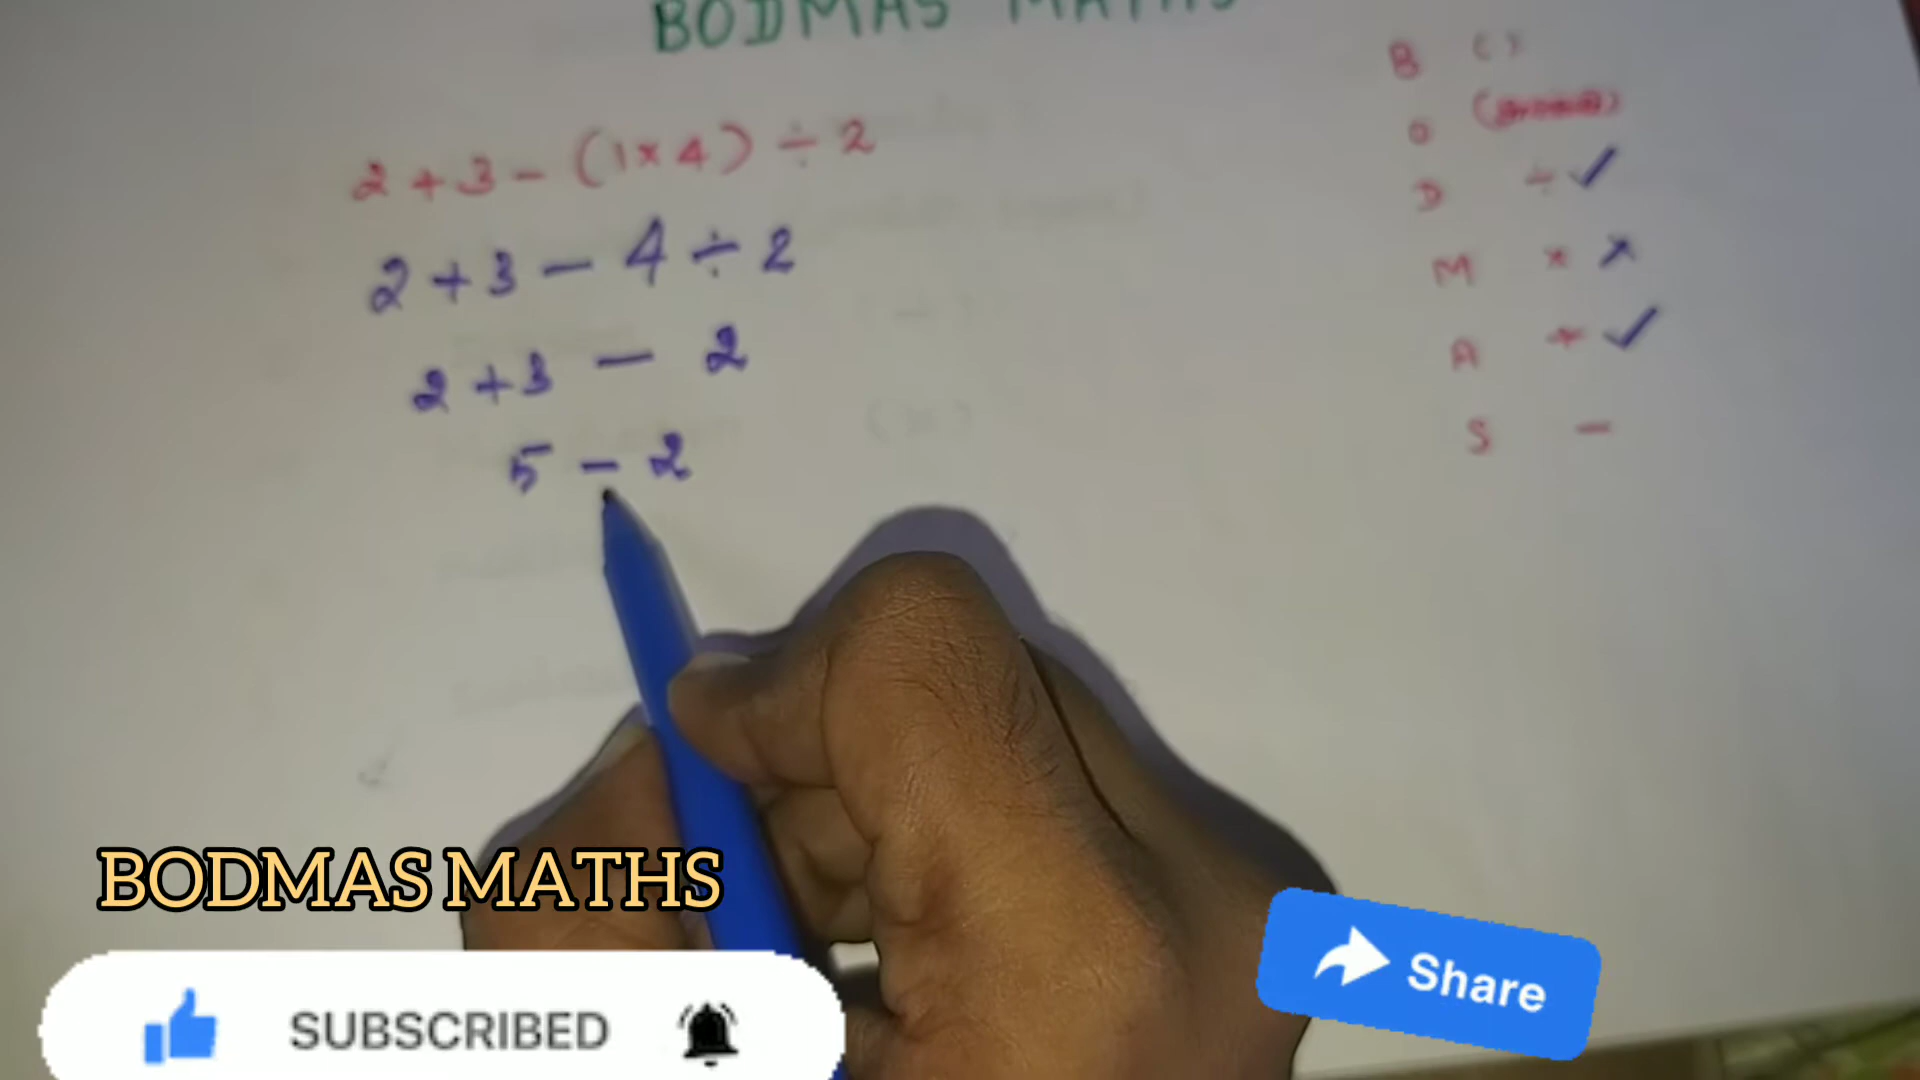 BODMAS MATHS
2 + 3 - (1 × 4) ÷ 2
2 + 3 - 4 ÷ 2
2 + 3 - 2
5 - 2
B ( )
O
D ÷ ✓
M × ×
A + ✓
S -
BODMAS MATHS
SUBSCRIBED
Share